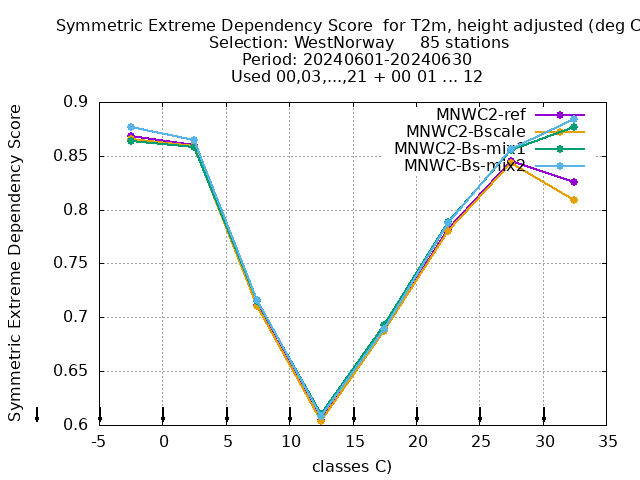 Symmetric Extreme Dependency Score for T2m, height adjusted (deg C
Selection: WestNorway 85 stations
Period: 20240601-20240630
Used 00,03,...,21 + 00 01 ... 12
MNWC2-ref
MNWC2-Bscale
MNWC2-Bs-mix1
MNWC-Bs-mix2
Symmetric Extreme Dependency Score
0.9
0.85
0.8
0.75
0.7
0.65
0.6
-5 0 5 10 15 20 25 30 35
classes C)